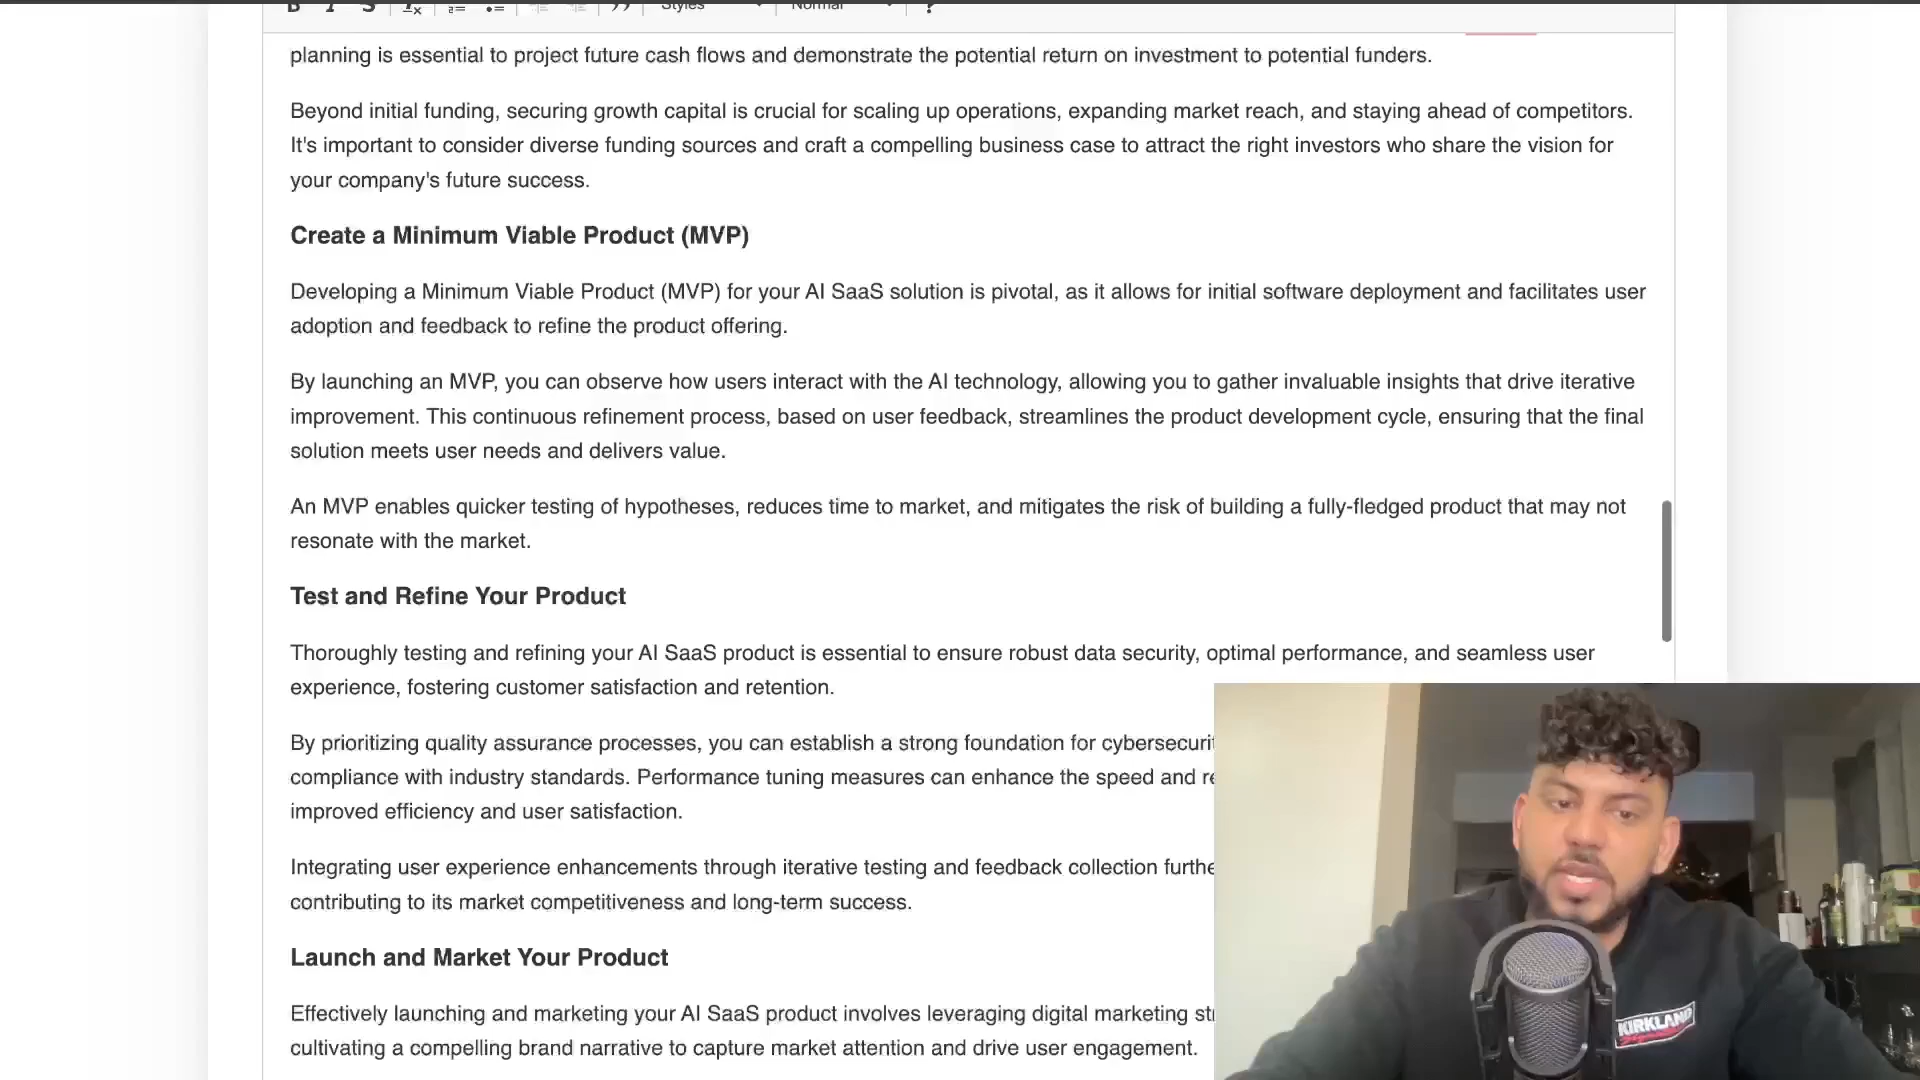 Styles
Normal
planning is essential to project future cash flows and demonstrate the potential return on investment to potential funders.
Beyond initial funding, securing growth capital is crucial for scaling up operations, expanding market reach, and staying ahead of competitors.
It's important to consider diverse funding sources and craft a compelling business case to attract the right investors who share the vision for
your company's future success.
Create a Minimum Viable Product (MVP)
Developing a Minimum Viable Product (MVP) for your AI SaaS solution is pivotal, as it allows for initial software deployment and facilitates user
adoption and feedback to refine the product offering.
By launching an MVP, you can observe how users interact with the AI technology, allowing you to gather invaluable insights that drive iterative
improvement. This continuous refinement process, based on user feedback, streamlines the product development cycle, ensuring that the final
solution meets user needs and delivers value.
An MVP enables quicker testing of hypotheses, reduces time to market, and mitigates the risk of building a fully-fledged product that may not
resonate with the market.
Test and Refine Your Product
Thoroughly testing and refining your AI SaaS product is essential to ensure robust data security, optimal performance, and seamless user
experience, fostering customer satisfaction and retention.
By prioritizing quality assurance processes, you can establish a strong foundation for cybersecurit
compliance with industry standards. Performance tuning measures can enhance the speed and re
improved efficiency and user satisfaction.
Integrating user experience enhancements through iterative testing and feedback collection furthe
contributing to its market competitiveness and long-term success.
Launch and Market Your Product
Effectively launching and marketing your AI SaaS product involves leveraging digital marketing str
cultivating a compelling brand narrative to capture market attention and drive user engagement.
KIRKLAND